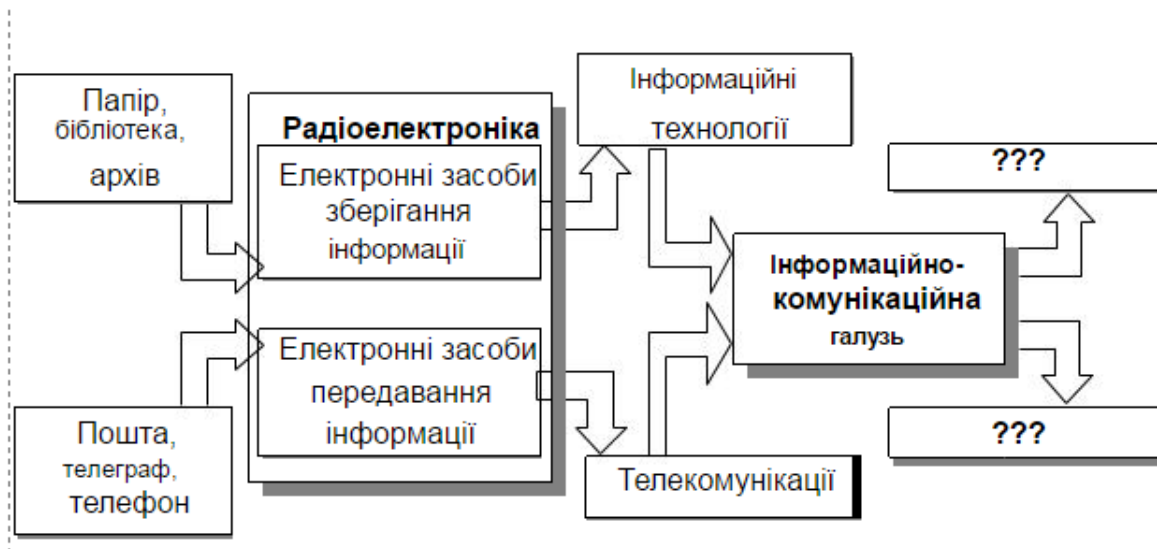 Папір,
бібліотека,
архів
Пошта,
телеграф,
телефон
Радіоелектроніка
Електронні засоби
зберігання
інформації
Електронні засоби
передавання
інформації
Інформаційні
технології
Телекомунікації
Інформаційно-
комунікаційна
галузь
???
???